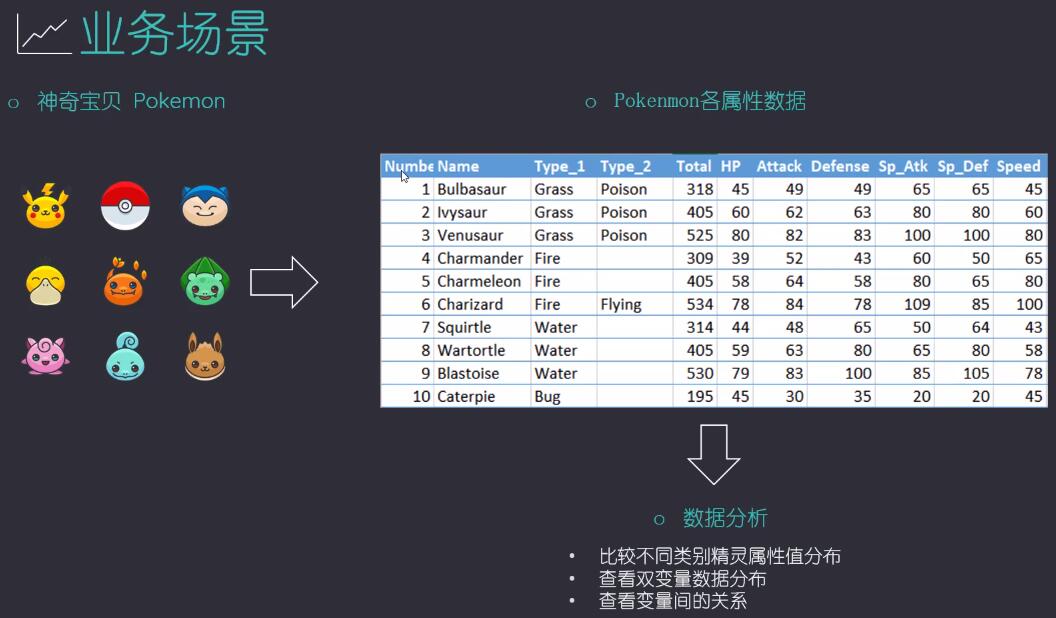 业务场景
神奇宝贝 Pokemon
Pokenmon各属性数据
Numbe Name Type_1 Type_2 Total HP Attack Defense Sp_Atk Sp_Def Speed
1 Bulbasaur Grass Poison 318 45 49 49 65 65 45
2 Ivysaur Grass Poison 405 60 62 63 80 80 60
3 Venusaur Grass Poison 525 80 82 83 100 100 80
4 Charmander Fire 309 39 52 43 60 50 65
5 Charmeleon Fire 405 58 64 58 80 65 80
6 Charizard Fire Flying 534 78 84 78 109 85 100
7 Squirtle Water 314 44 48 65 50 64 43
8 Wartortle Water 405 59 63 80 65 80 58
9 Blastoise Water 530 79 83 100 85 105 78
10 Caterpie Bug 195 45 30 35 20 20 45
数据分析
比较不同类别精灵属性值分布
查看双变量数据分布
查看变量间的关系